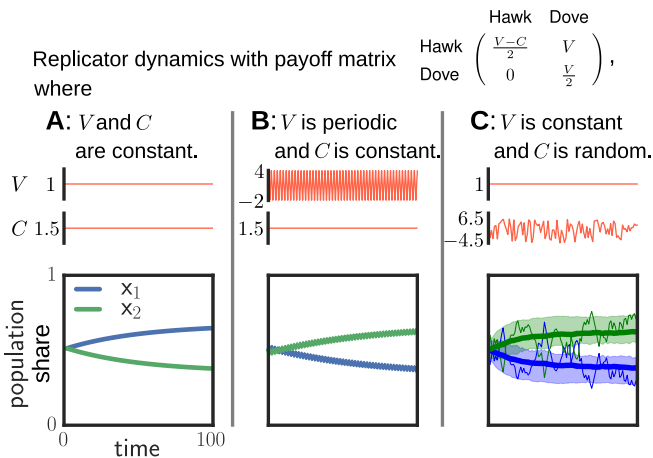 Hawk Dove
Replicator dynamics with payoff matrix
Hawk V−C 2 V
Dove 0 V 2 ,
where
A: V and C
are constant.
B: V is periodic
and C is constant.
C: V is constant
and C is random.
V 1
4
−2
1
C 1.5
1.5
6.5
−4.5
1
x1
x2
population
share
0
0 100
time